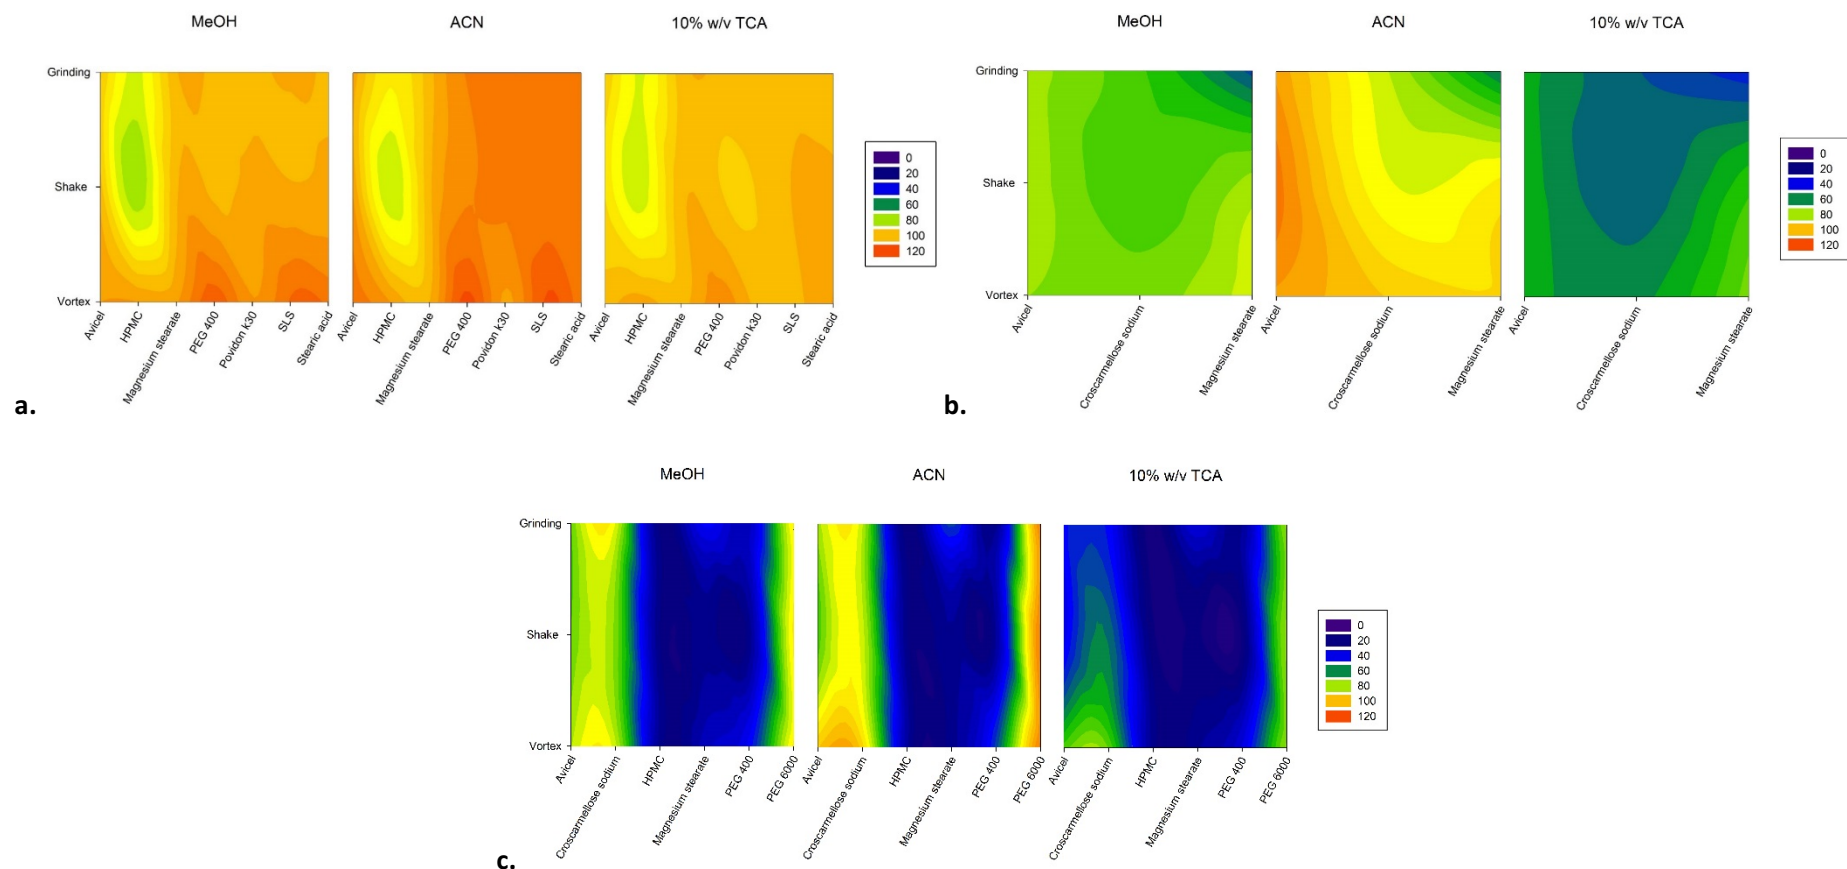 MeOH
ACN
10% w/v TCA
Grinding
Shake
Vortex
Avicel
HPMC
Magnesium stearate
PEG 400
Povidon k30
SLS
Stearic acid
Avicel
HPMC
Magnesium stearate
PEG 400
Povidon k30
SLS
Stearic acid
Avicel
HPMC
Magnesium stearate
PEG 400
Povidon k30
SLS
Stearic acid
0
20
40
60
80
100
120
a.
MeOH
ACN
10% w/v TCA
Grinding
Shake
Vortex
Avicel
Croscarmellose sodium
Magnesium stearate
Avicel
Croscarmellose sodium
Magnesium stearate
Avicel
Croscarmellose sodium
Magnesium stearate
0
20
40
60
80
100
120
b.
MeOH
ACN
10% w/v TCA
Grinding
Shake
Vortex
Avicel
Croscarmellose sodium
HPMC
Magnesium stearate
PEG 400
PEG 6000
Avicel
Croscarmellose sodium
HPMC
Magnesium stearate
PEG 400
PEG 6000
Avicel
Croscarmellose sodium
HPMC
Magnesium stearate
PEG 400
PEG 6000
0
20
40
60
80
100
120
c.